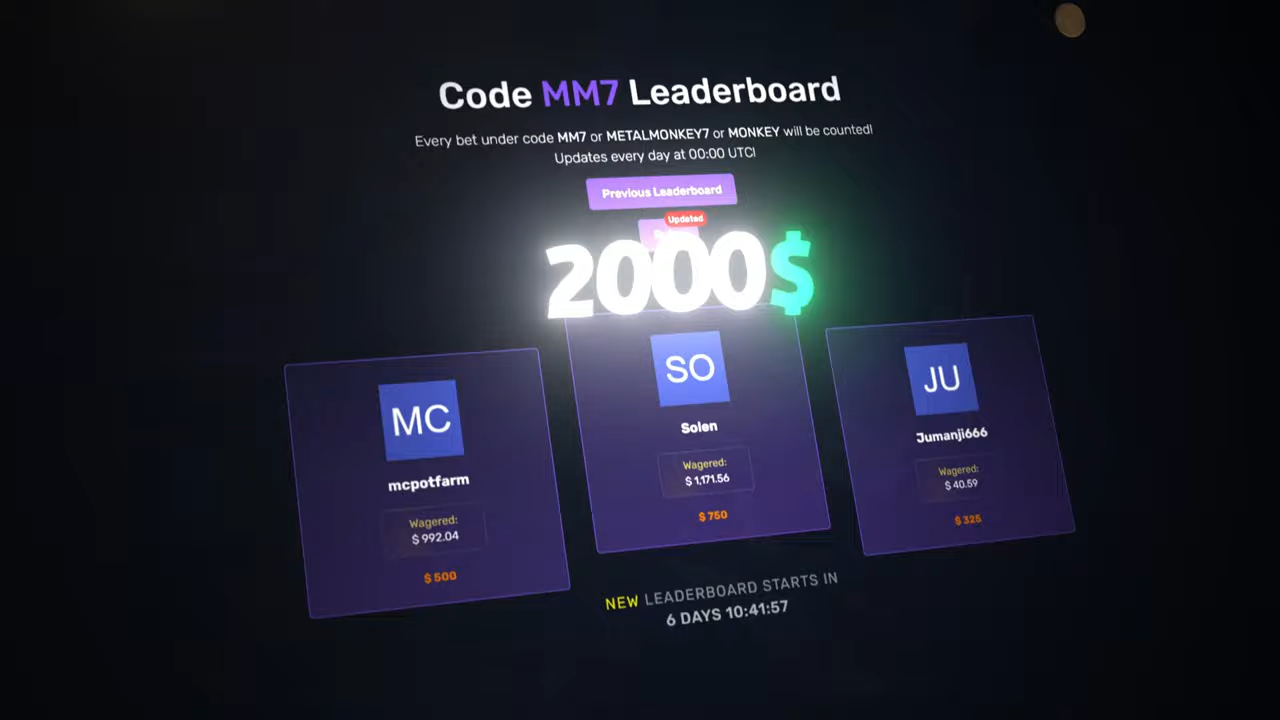 Code MM7 Leaderboard
Every bet under code MM7 or METALMONKEY7 or MONKEY will be counted!
Updates every day at 00:00 UTC!
Previous Leaderboard
Updated
2000$
MC
mcpotfarm
Wagered:
$ 992.04
$ 500
SO
Solen
Wagered:
$ 1,171.56
$ 750
JU
Jumanji666
Wagered:
$ 40.59
$ 325
NEW LEADERBOARD STARTS IN
6 DAYS 10:41:57